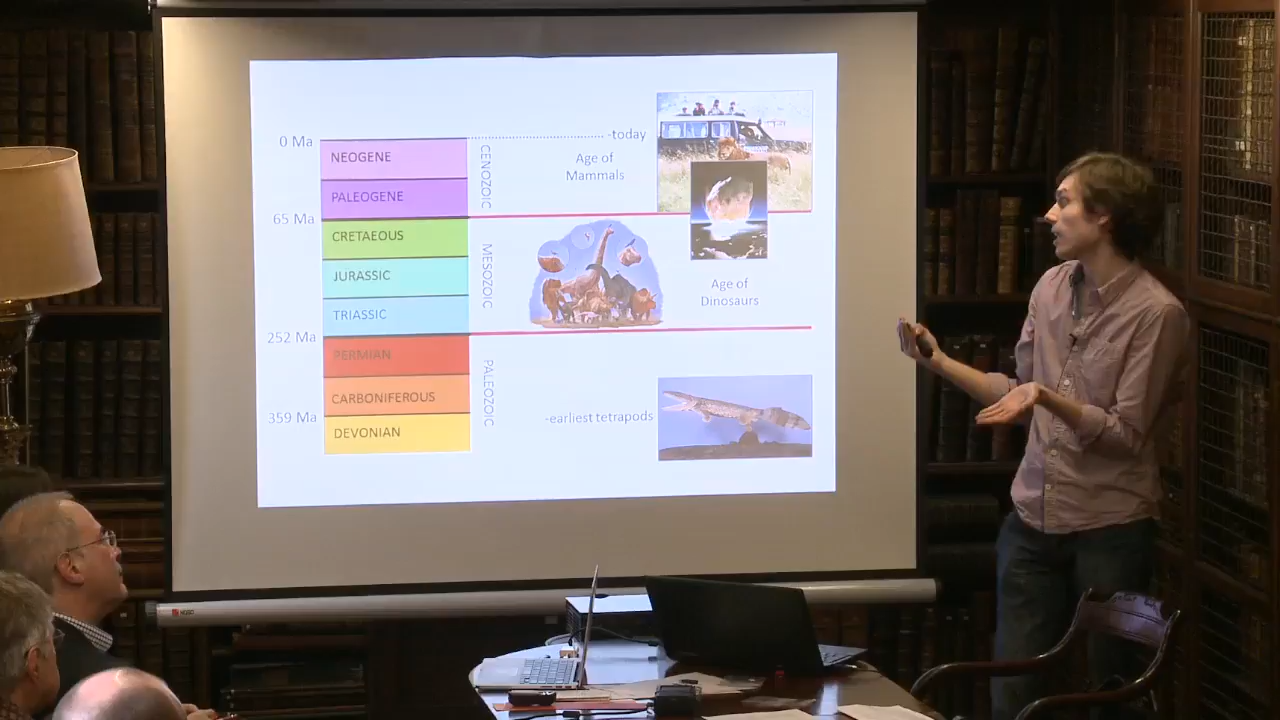 0 Ma
-today
NEOGENE
CENOZOIC
Age of
Mammals
PALEOGENE
65 Ma
CRETAEOUS
MESOZOIC
JURASSIC
Age of
Dinosaurs
TRIASSIC
252 Ma
PERMIAN
PALEOZOIC
CARBONIFEROUS
359 Ma
-earliest tetrapods
DEVONIAN